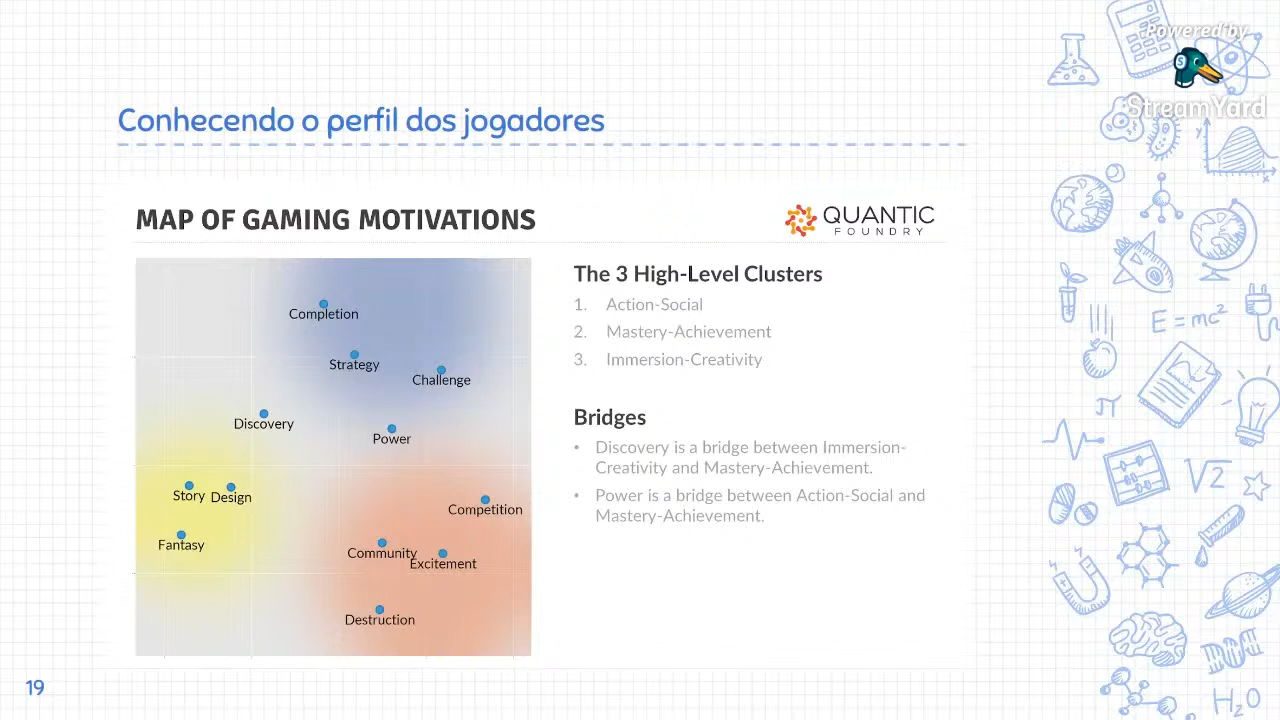 Powered by
StreamYard
Conhecendo o perfil dos jogadores
MAP OF GAMING MOTIVATIONS
QUANTIC
FOUNDRY
Completion
Strategy
Challenge
Discovery
Power
Story
Design
Competition
Fantasy
Community
Excitement
Destruction
The 3 High-Level Clusters
1. Action-Social
2. Mastery-Achievement
3. Immersion-Creativity
Bridges
• Discovery is a bridge between Immersion-
Creativity and Mastery-Achievement.
• Power is a bridge between Action-Social and
Mastery-Achievement.
E=mc²
π
√2
H₂O
y
x
19